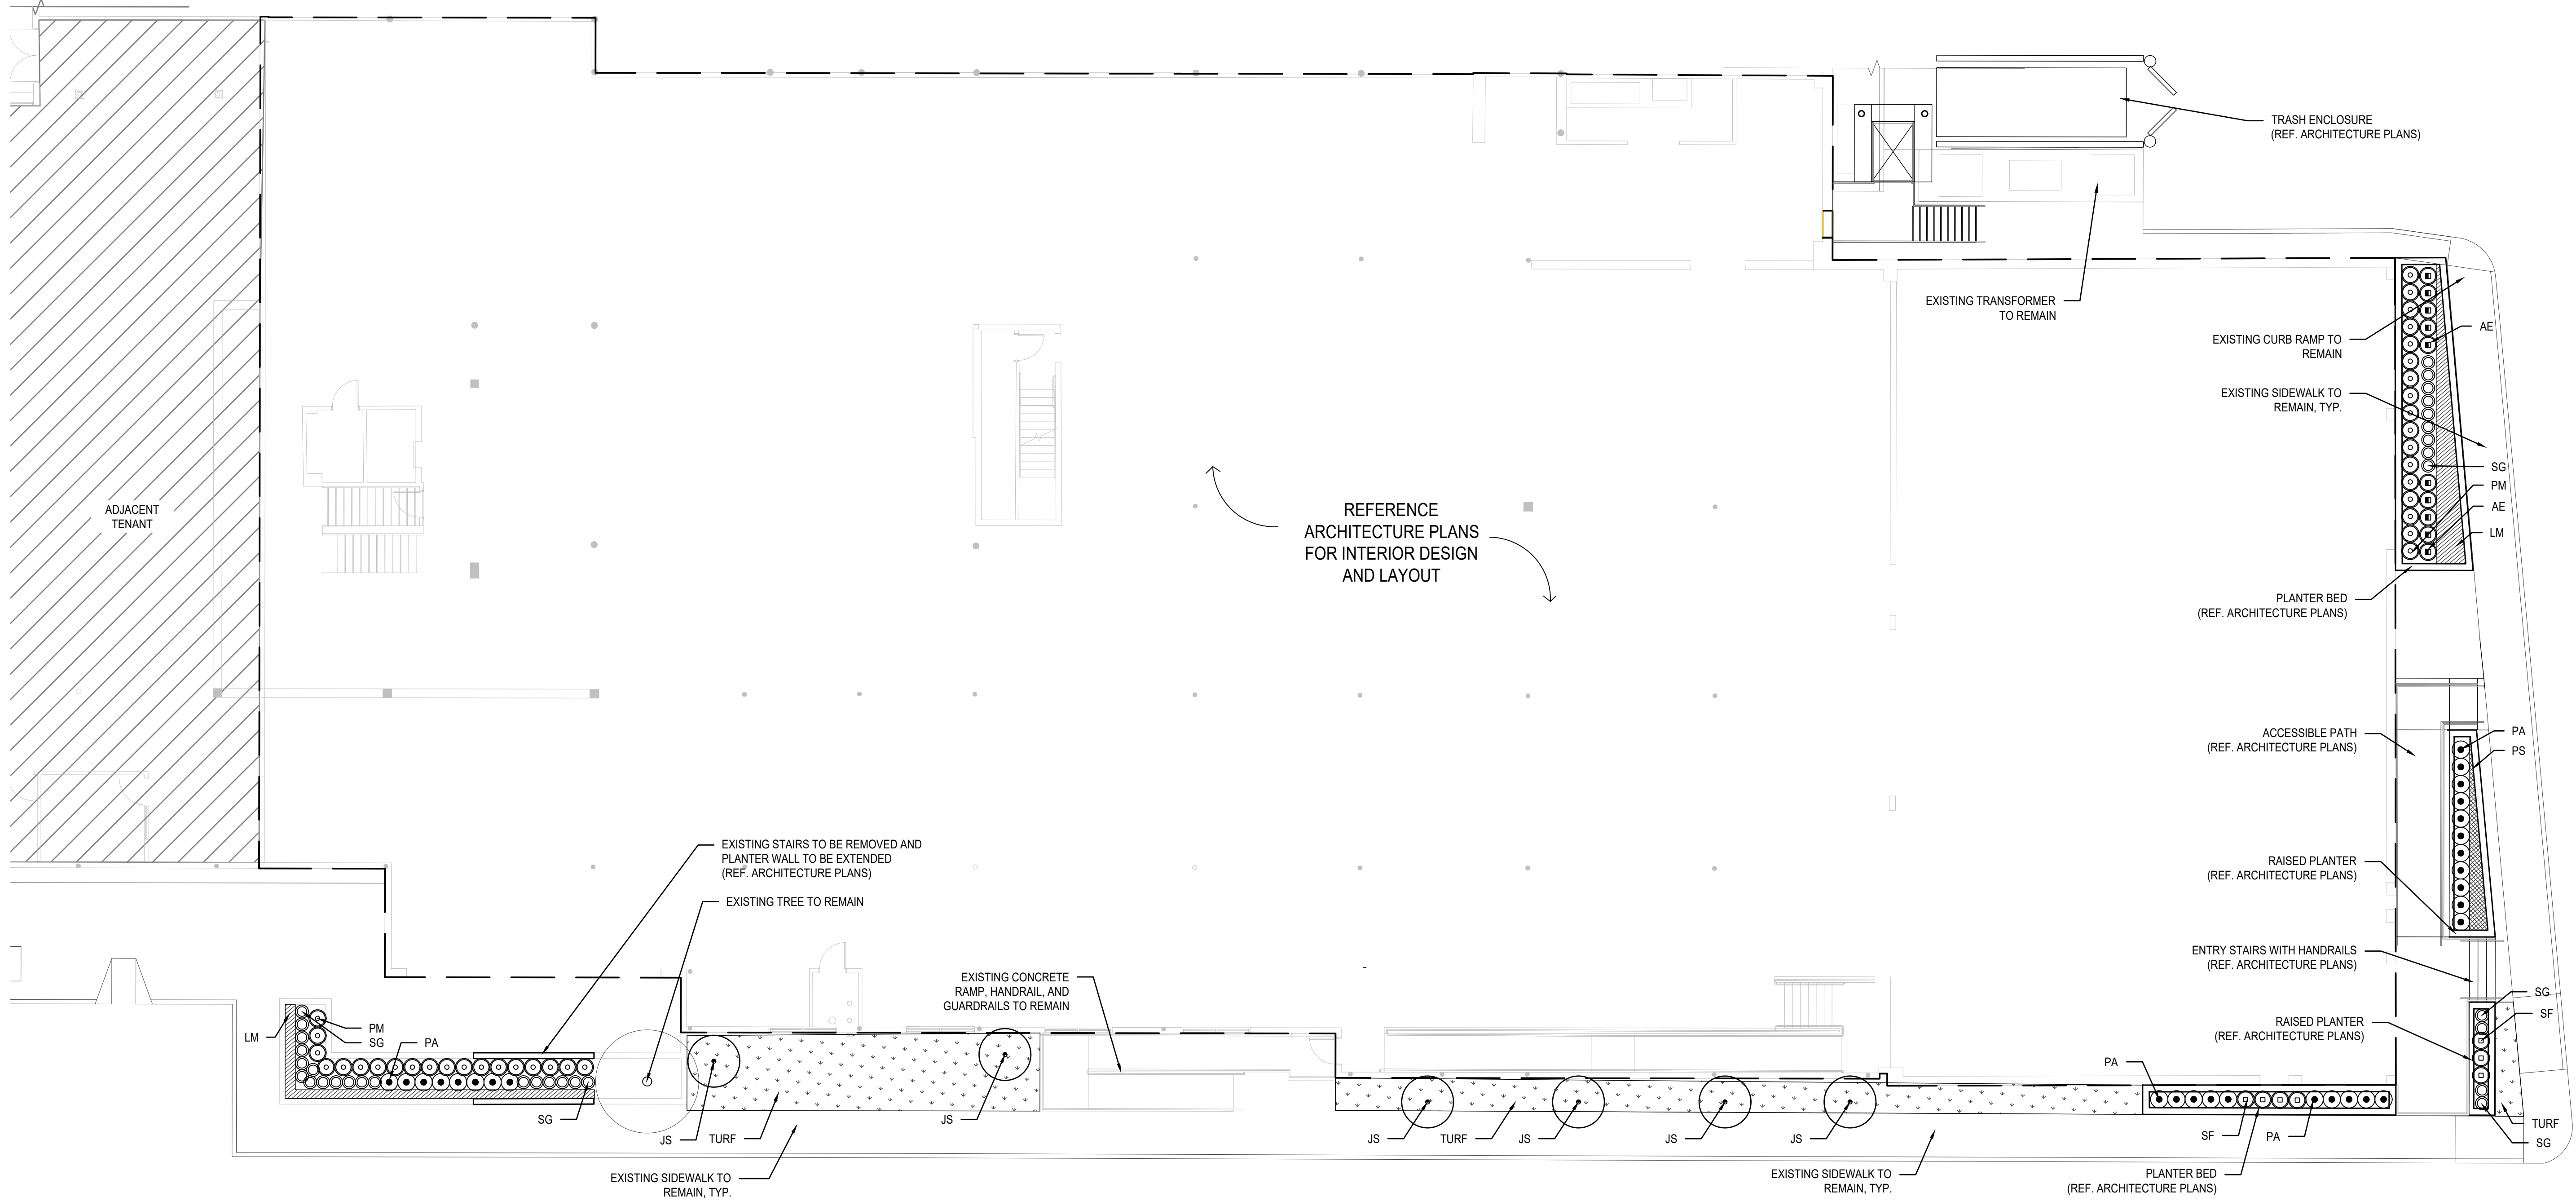 TRASH ENCLOSURE
(REF. ARCHITECTURE PLANS)
EXISTING TRANSFORMER
TO REMAIN
AE
EXISTING CURB RAMP TO
REMAIN
EXISTING SIDEWALK TO
REMAIN, TYP.
SG
PM
AE
LM
ADJACENT
TENANT
REFERENCE
ARCHITECTURE PLANS
FOR INTERIOR DESIGN
AND LAYOUT
PLANTER BED
(REF. ARCHITECTURE PLANS)
PA
PS
ACCESSIBLE PATH
(REF. ARCHITECTURE PLANS)
EXISTING STAIRS TO BE REMOVED AND
PLANTER WALL TO BE EXTENDED
(REF. ARCHITECTURE PLANS)
RAISED PLANTER
(REF. ARCHITECTURE PLANS)
EXISTING TREE TO REMAIN
ENTRY STAIRS WITH HANDRAILS
(REF. ARCHITECTURE PLANS)
EXISTING CONCRETE
RAMP, HANDRAIL, AND
GUARDRAILS TO REMAIN
SG
SF
RAISED PLANTER
(REF. ARCHITECTURE PLANS)
LM
PM
SG
PA
PA
SG
JS
TURF
JS
JS
TURF
JS
JS
JS
SF
PA
TURF
SG
EXISTING SIDEWALK TO
REMAIN, TYP.
EXISTING SIDEWALK TO
REMAIN, TYP.
PLANTER BED
(REF. ARCHITECTURE PLANS)